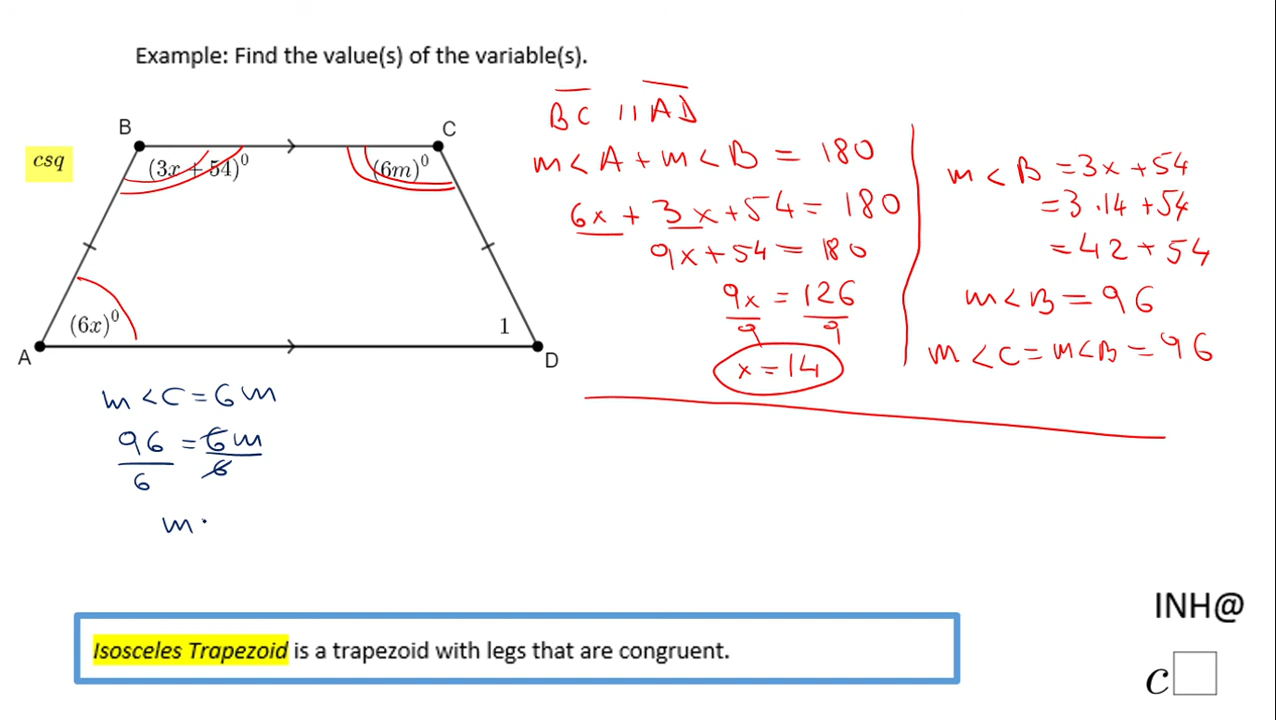 Example: Find the value(s) of the variable(s).
csq
B
C
(3x + 54)⁰
(6m)⁰
(6x)⁰
1
A
D
BC || AD
m<A + m<B = 180
6x + 3x + 54 = 180
9x + 54 = 180
9x = 126
9 9
x = 14
m<B = 3x + 54
= 3 · 14 + 54
= 42 + 54
m<B = 96
m<C = m<B = 96
m<C = 6m
96 = 6m
6 6
m ·
Isosceles Trapezoid is a trapezoid with legs that are congruent.
INH@
c